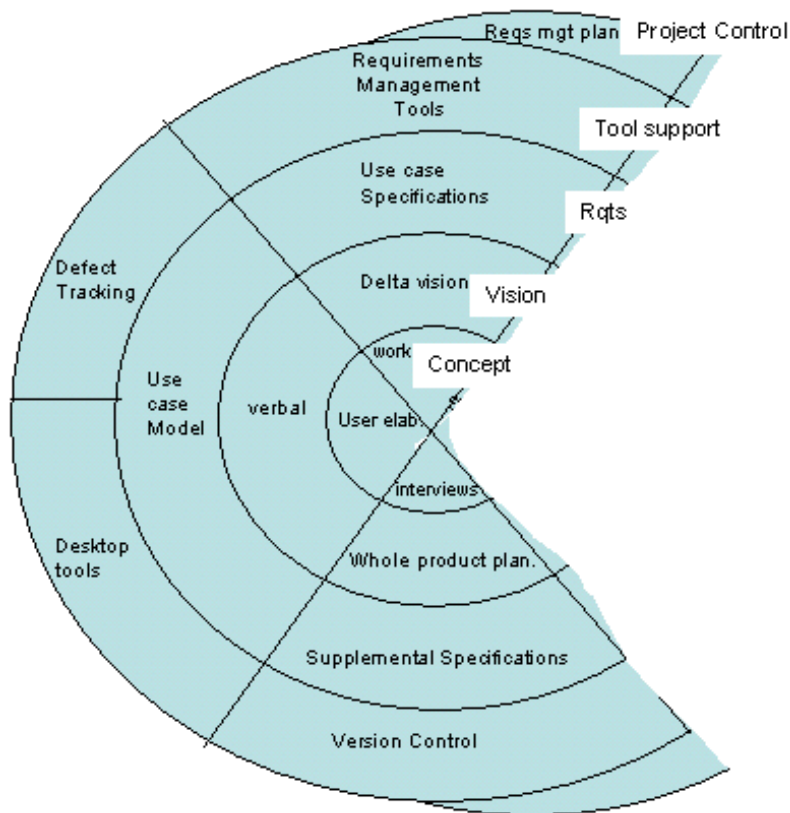 Reqs mgt plan
Project Control
Requirements
Management
Tools
Tool support
Use case
Specifications
Rqts
Defect
Tracking
Delta vision
Vision
work
Concept
Use
case
Model
verbal
User elab.
interviews
Desktop
tools
Whole product plan.
Supplemental Specifications
Version Control